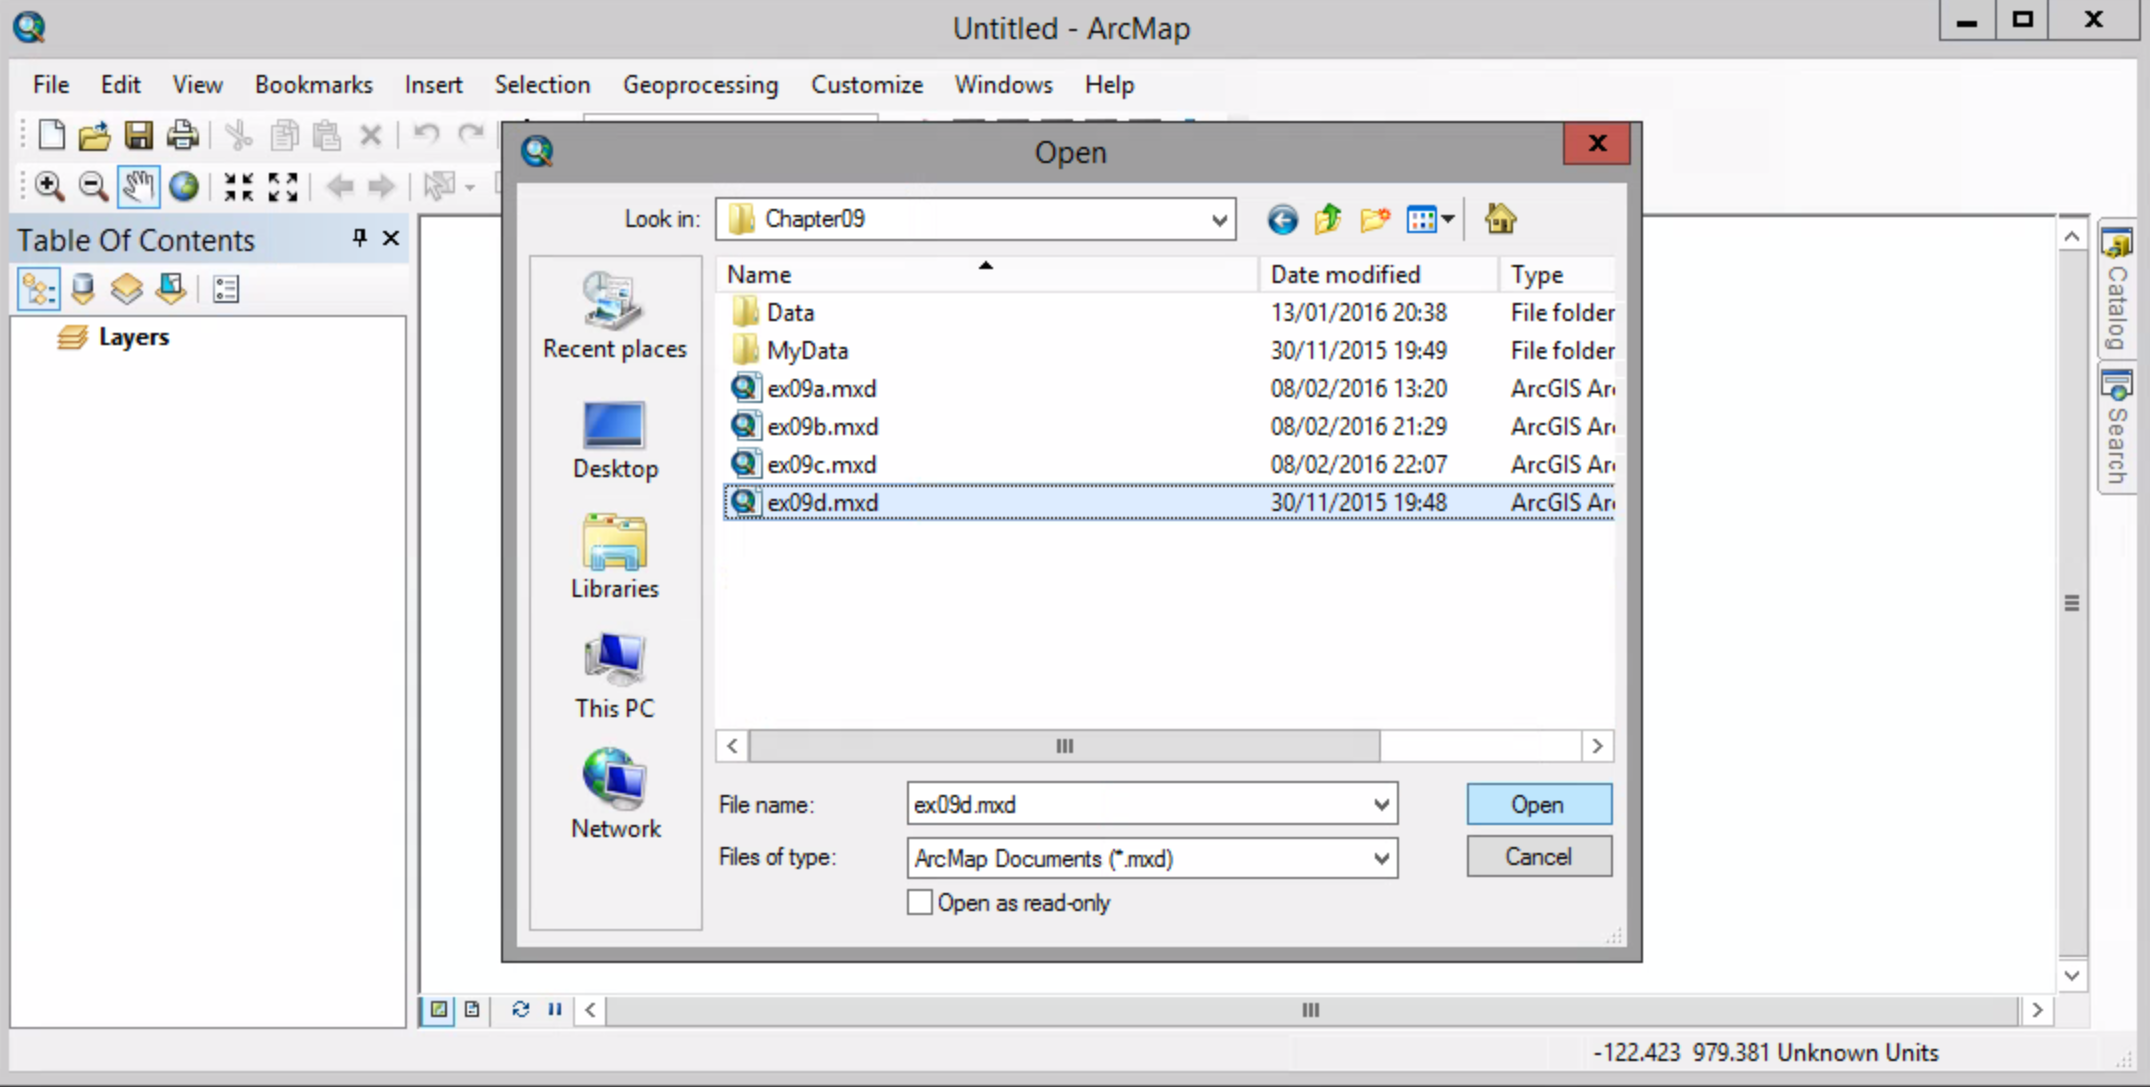 Untitled - ArcMap
File Edit View Bookmarks Insert Selection Geoprocessing Customize Windows Help
Open
Look in: Chapter09
Table Of Contents
Layers
Recent places
Desktop
Libraries
This PC
Network
Name Date modified Type
Data 13/01/2016 20:38 File folder
MyData 30/11/2015 19:49 File folder
ex09a.mxd 08/02/2016 13:20 ArcGIS Ar
ex09b.mxd 08/02/2016 21:29 ArcGIS Ar
ex09c.mxd 08/02/2016 22:07 ArcGIS Ar
ex09d.mxd 30/11/2015 19:48 ArcGIS Ar
File name: ex09d.mxd Open
Files of type: ArcMap Documents (*.mxd) Cancel
Open as read-only
Catalog
Search
-122.423 979.381 Unknown Units